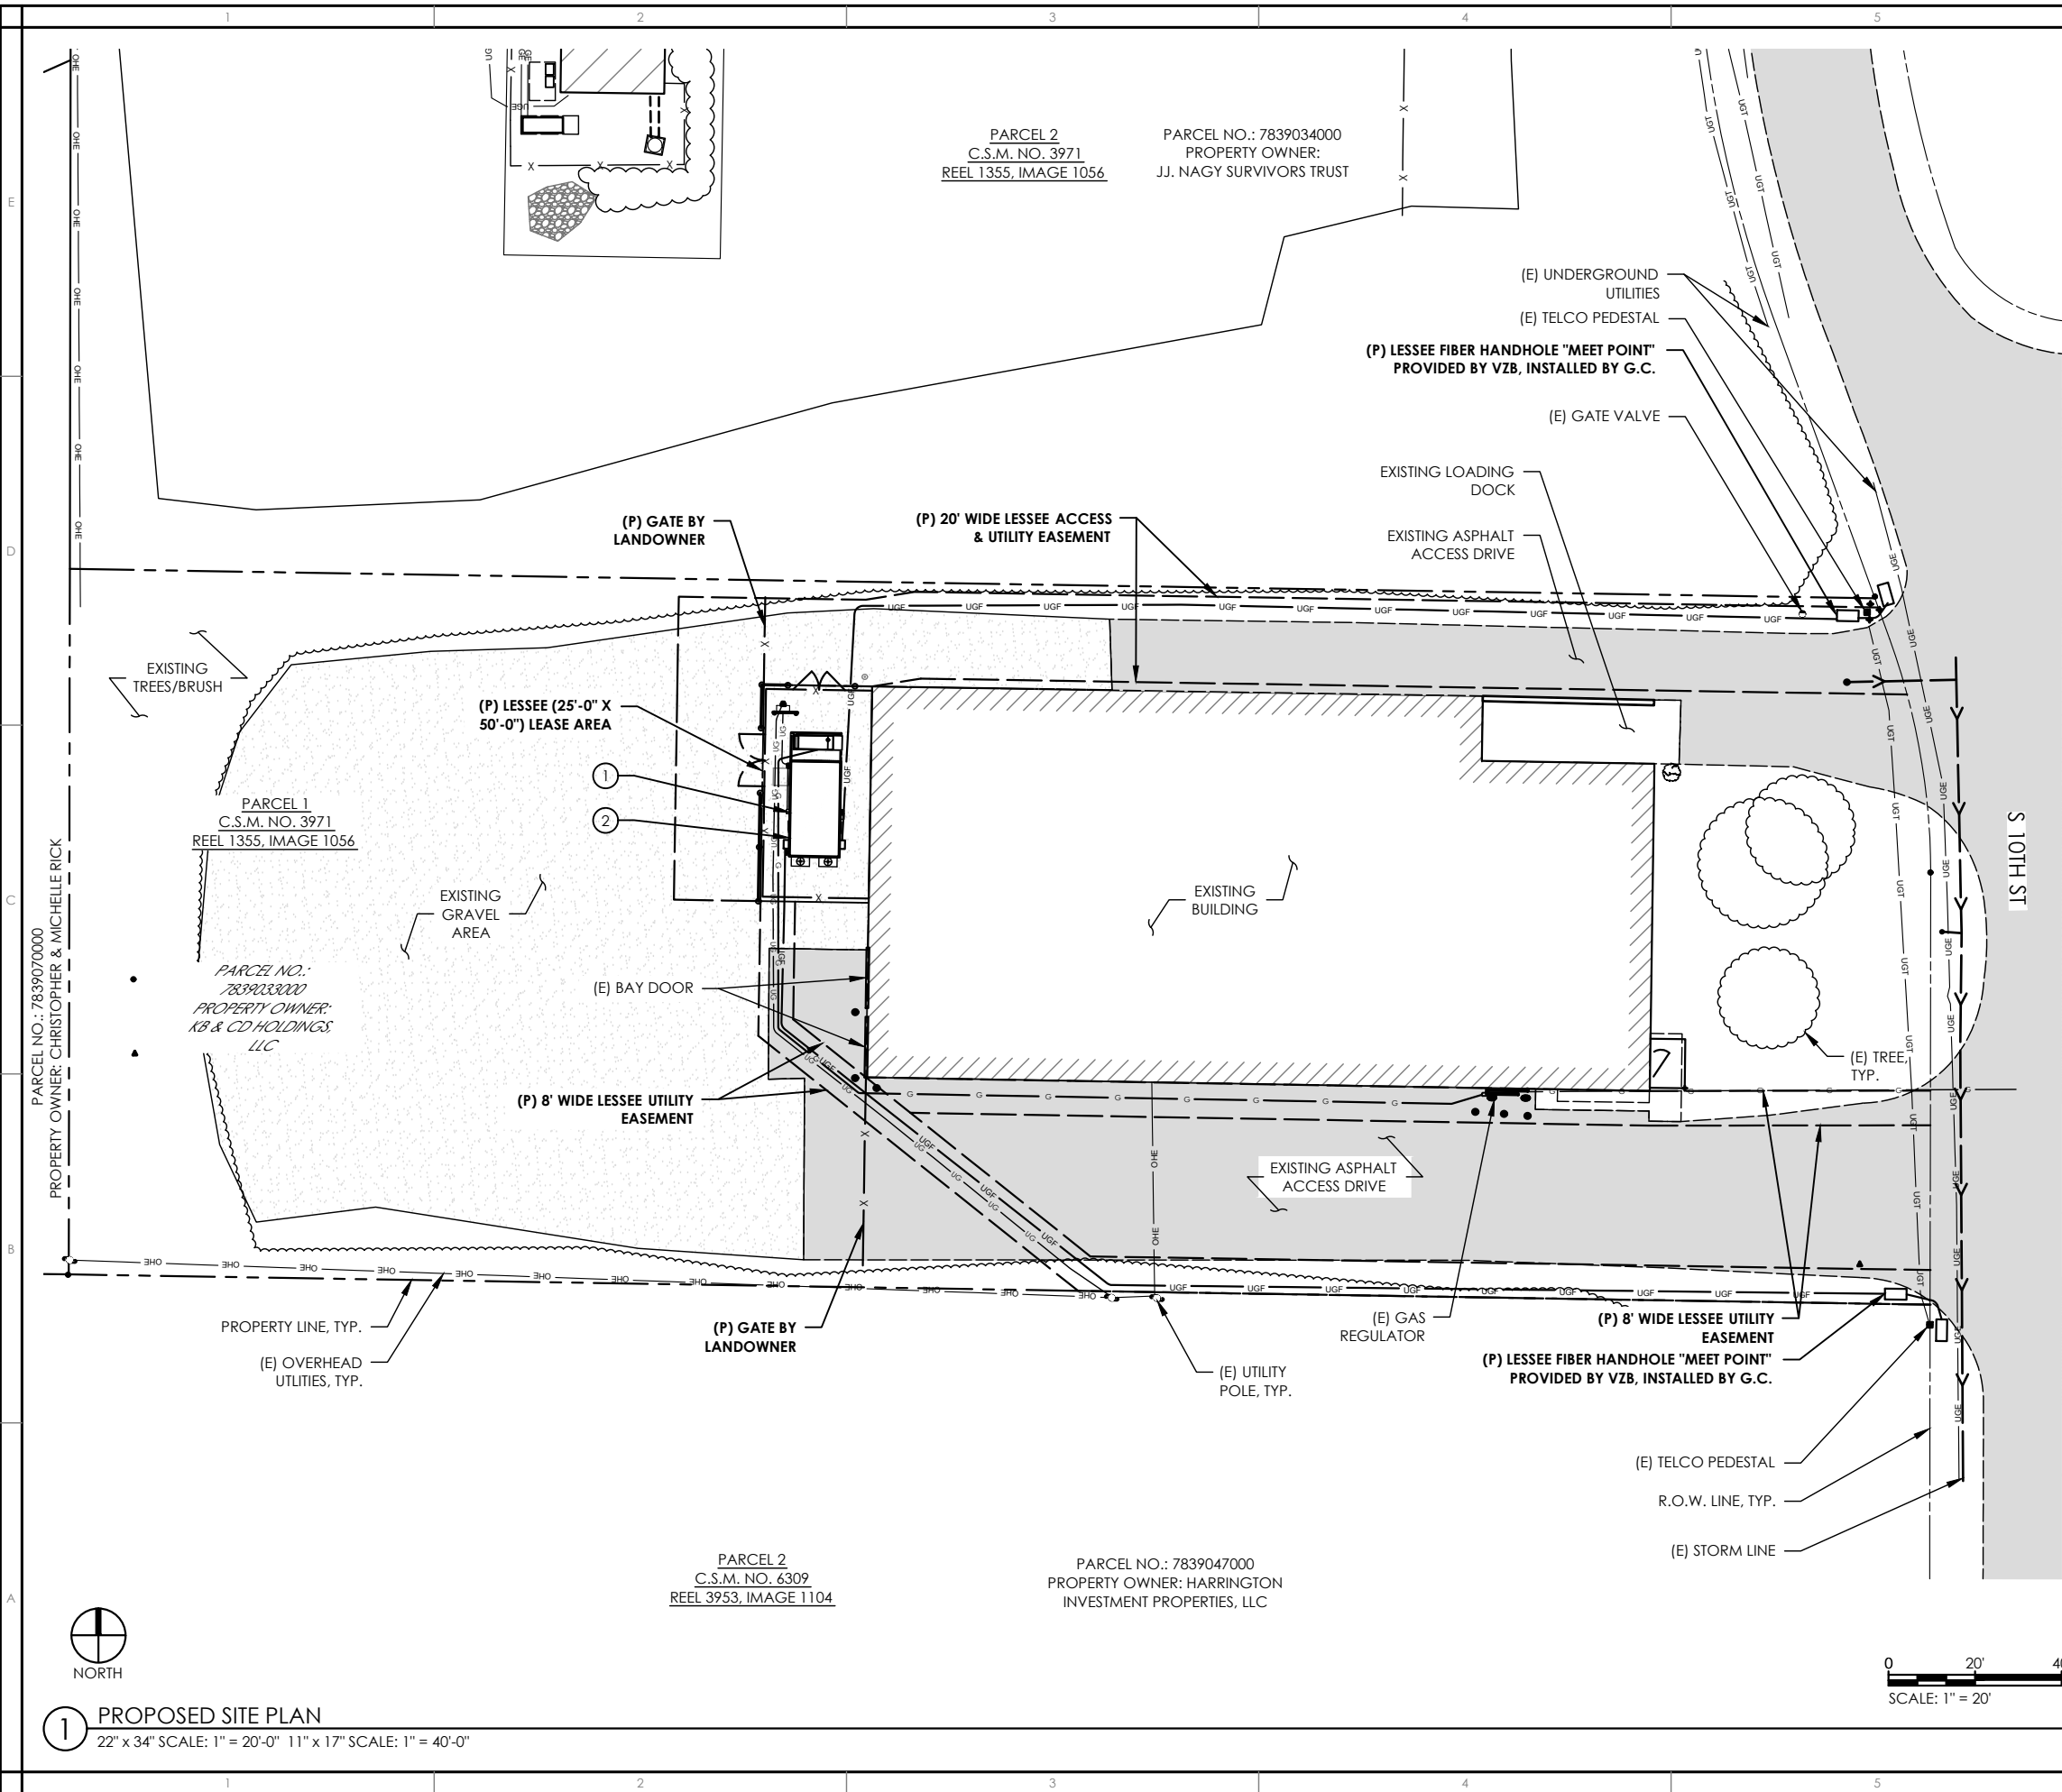 1 2 3 4 5
PARCEL 2
C.S.M. NO. 3971
REEL 1355, IMAGE 1056
PARCEL NO.: 7839034000
PROPERTY OWNER:
JJ. NAGY SURVIVORS TRUST
E
(E) UNDERGROUND
UTILITIES
(E) TELCO PEDESTAL
(P) LESSEE FIBER HANDHOLE "MEET POINT"
PROVIDED BY VZB, INSTALLED BY G.C.
(E) GATE VALVE
EXISTING LOADING
DOCK
EXISTING ASPHALT
ACCESS DRIVE
(P) GATE BY
LANDOWNER
(P) 20' WIDE LESSEE ACCESS
& UTILITY EASEMENT
D
EXISTING
TREES/BRUSH
(P) LESSEE (25'-0" X
50'-0") LEASE AREA
1
2
PARCEL 1
C.S.M. NO. 3971
REEL 1355, IMAGE 1056
S 10TH ST
C
EXISTING
GRAVEL
AREA
EXISTING
BUILDING
PARCEL NO.: 7839070000
PROPERTY OWNER: CHRISTOPHER & MICHELLE RICK
PARCEL NO.:
7839033000
PROPERTY OWNER:
KB & CD HOLDINGS,
LLC
(E) BAY DOOR
(E) TREE,
TYP.
(P) 8' WIDE LESSEE UTILITY
EASEMENT
EXISTING ASPHALT
ACCESS DRIVE
B
PROPERTY LINE, TYP.
(E) OVERHEAD
UTLITIES, TYP.
(P) GATE BY
LANDOWNER
(E) UTILITY
POLE, TYP.
(E) GAS
REGULATOR
(P) 8' WIDE LESSEE UTILITY
EASEMENT
(P) LESSEE FIBER HANDHOLE "MEET POINT"
PROVIDED BY VZB, INSTALLED BY G.C.
(E) TELCO PEDESTAL
R.O.W. LINE, TYP.
(E) STORM LINE
PARCEL 2
C.S.M. NO. 6309
REEL 3953, IMAGE 1104
PARCEL NO.: 7839047000
PROPERTY OWNER: HARRINGTON
INVESTMENT PROPERTIES, LLC
A
NORTH
0 20'
SCALE: 1" = 20'
1 PROPOSED SITE PLAN
22" x 34" SCALE: 1" = 20'-0" 11" x 17" SCALE: 1" = 40'-0"
1 2 3 4 5